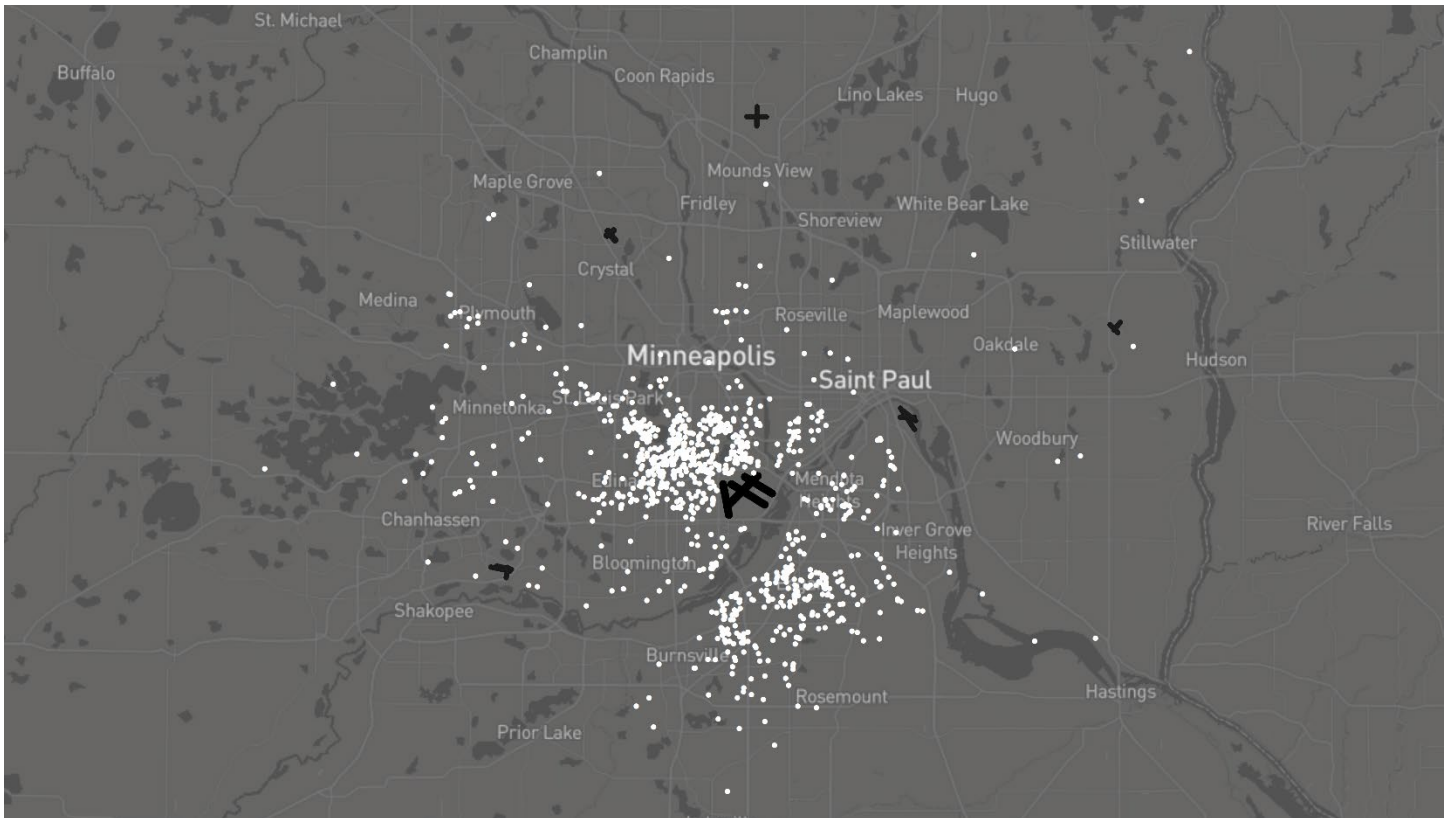 St. Michael
Champlin
Buffalo
Coon Rapids
Lino Lakes
Hugo
Mounds View
Maple Grove
Fridley
White Bear Lake
Shoreview
Stillwater
Crystal
Medina
Plymouth
Roseville
Maplewood
Oakdale
Minneapolis
Hudson
Saint Paul
St. Louis Park
Minnetonka
Woodbury
Edina
Mendota
Heights
Chanhassen
River Falls
Inver Grove
Heights
Bloomington
Shakopee
Burnsville
Rosemount
Hastings
Prior Lake